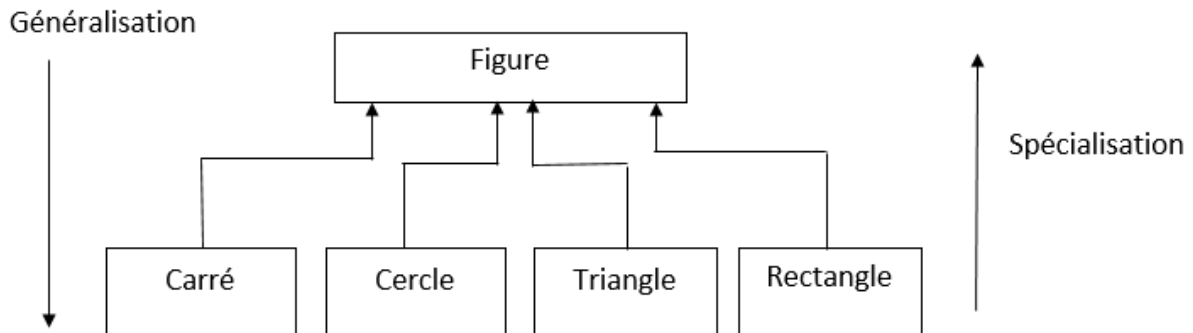 Généralisation
Figure
Spécialisation
Carré
Cercle
Triangle
Rectangle